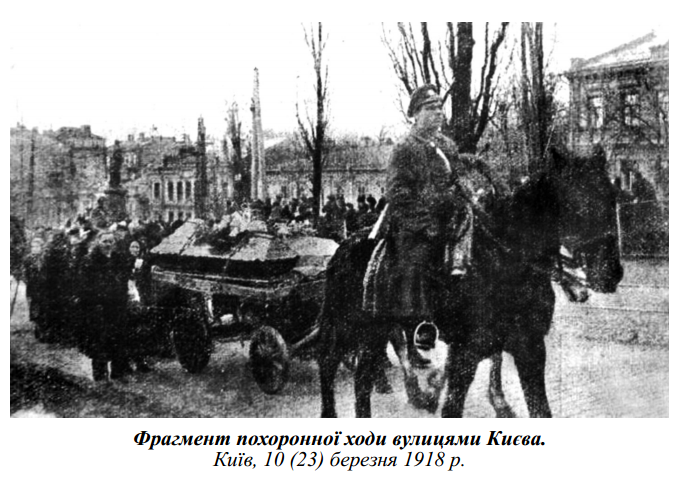 Фрагмент похоронної ходи вулицями Києва.
Київ, 10 (23) березня 1918 р.